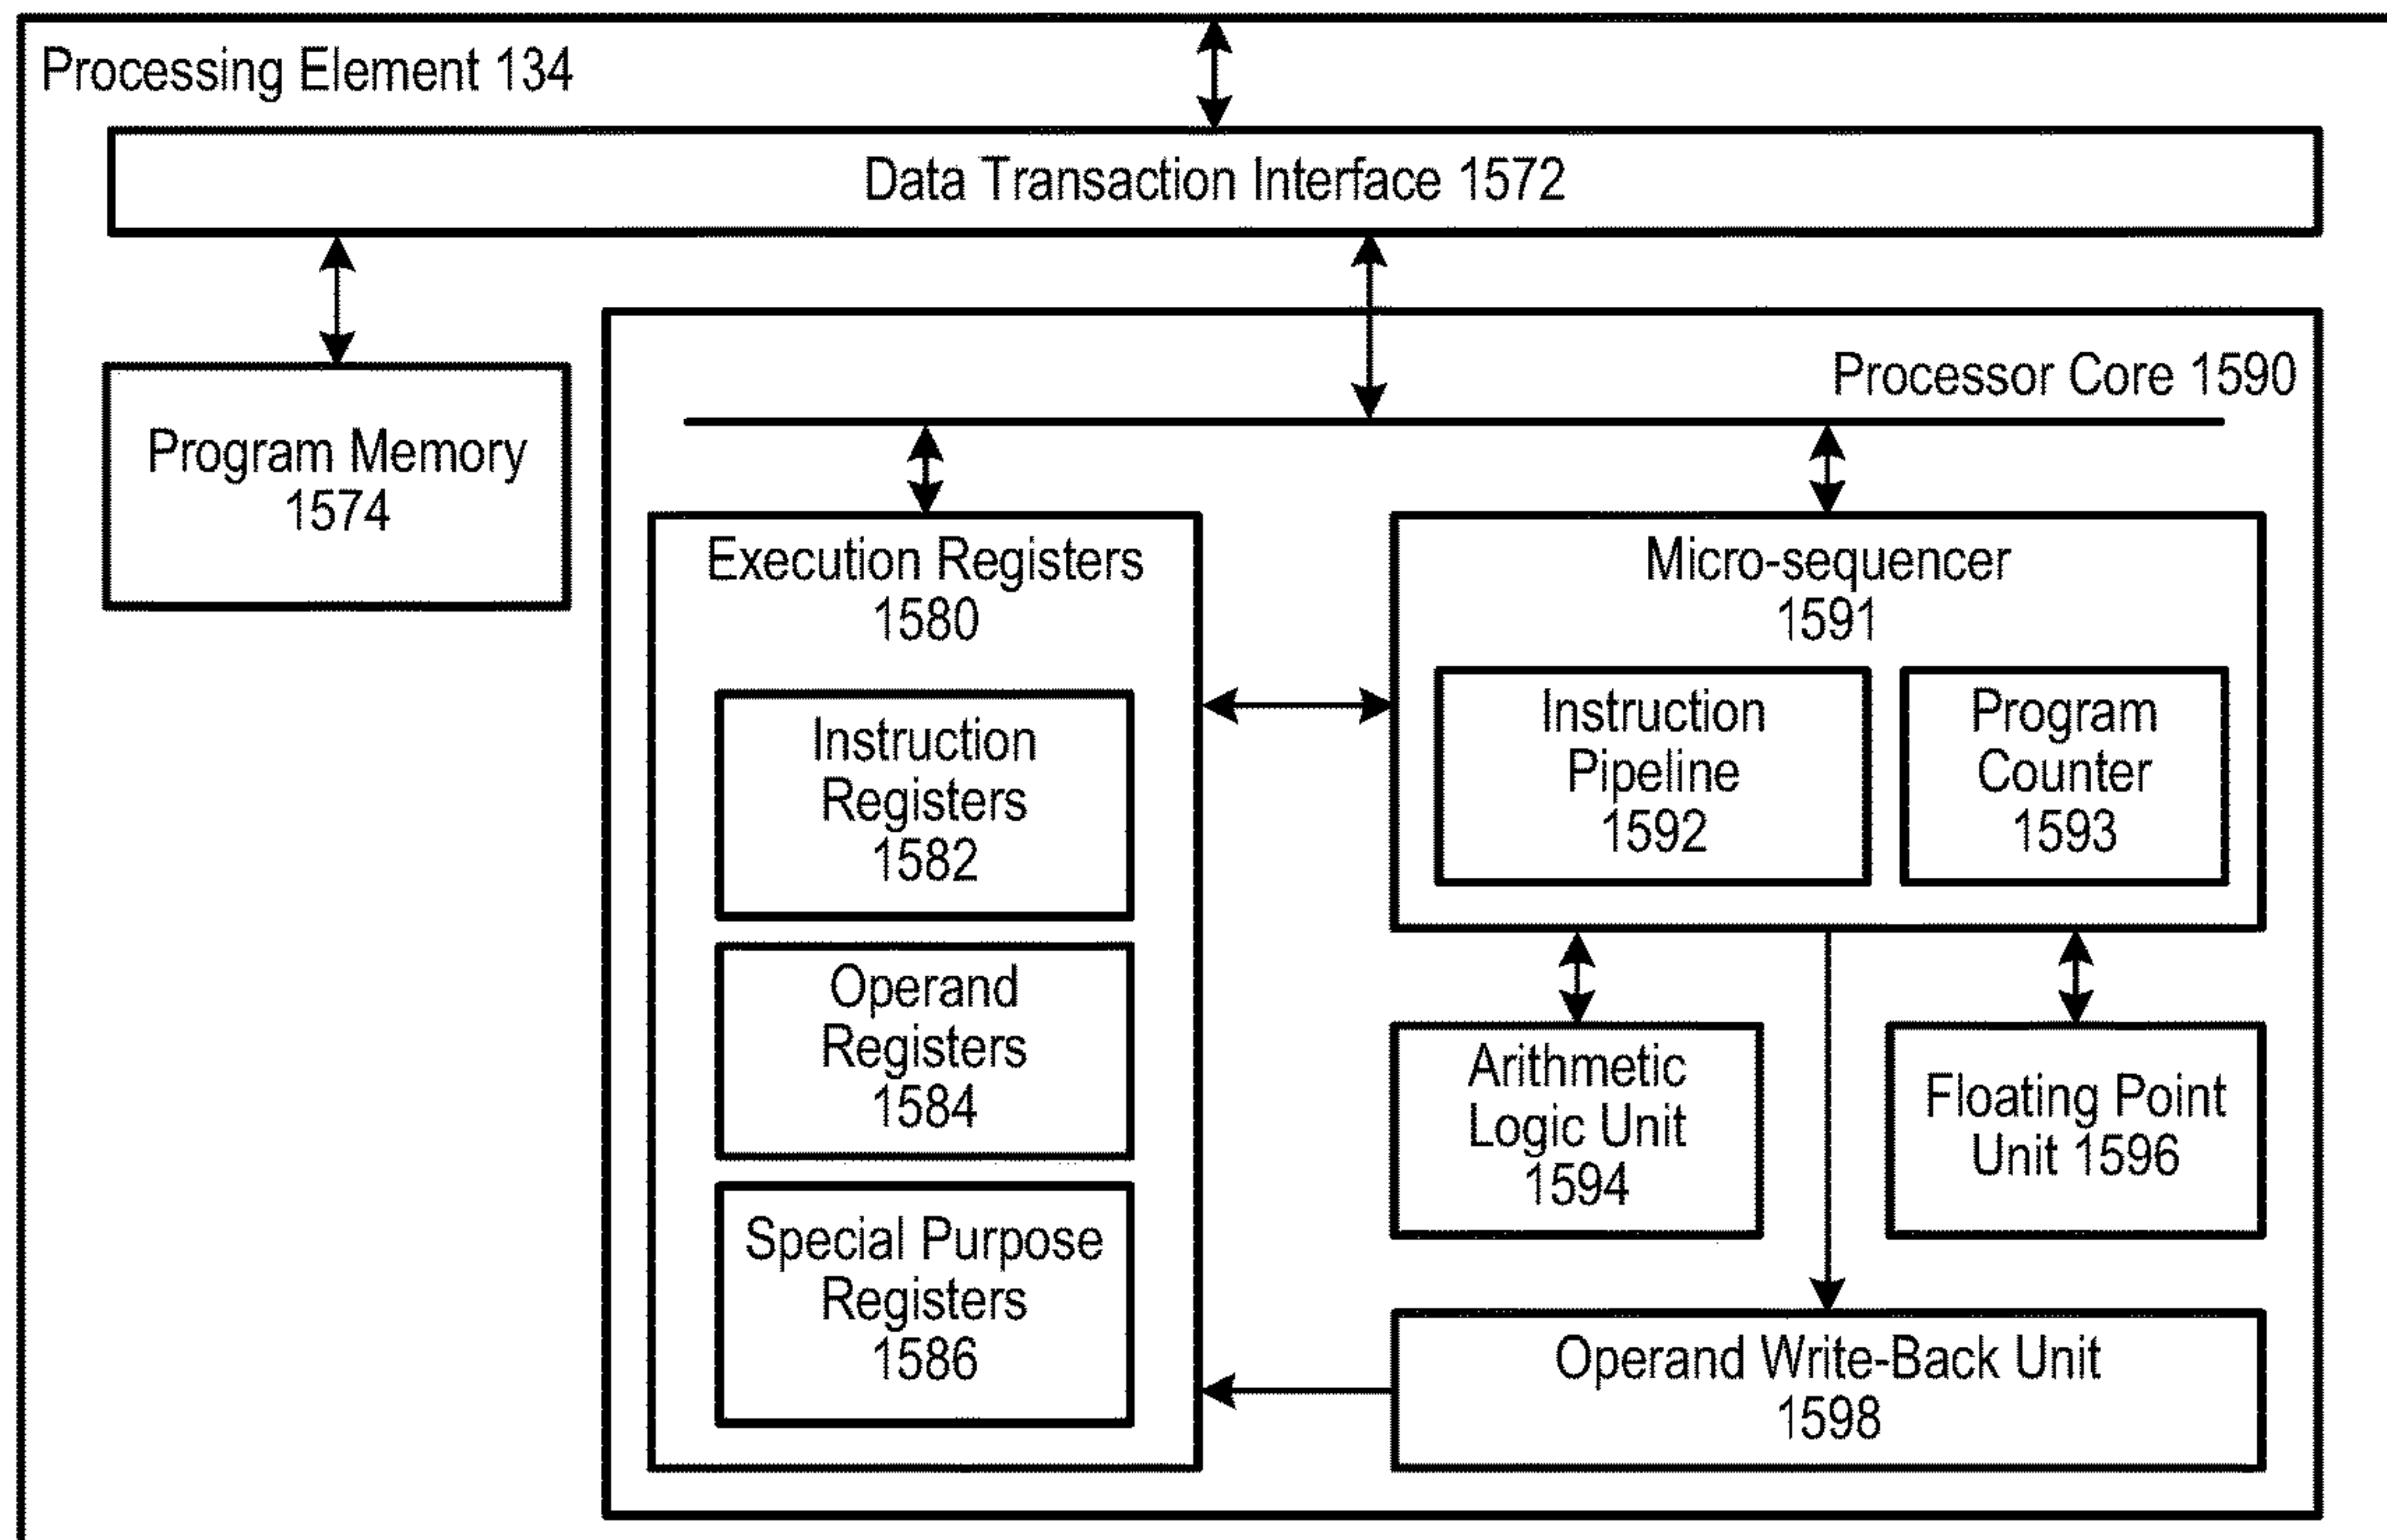 Processing Element 134
Data Transaction Interface 1572
Processor Core 1590
Program Memory
1574
Execution Registers
1580
Instruction
Registers
1582
Operand
Registers
1584
Special Purpose
Registers
1586
Micro-sequencer
1591
Instruction
Pipeline
1592
Program
Counter
1593
Arithmetic
Logic Unit
1594
Floating Point
Unit 1596
Operand Write-Back Unit
1598